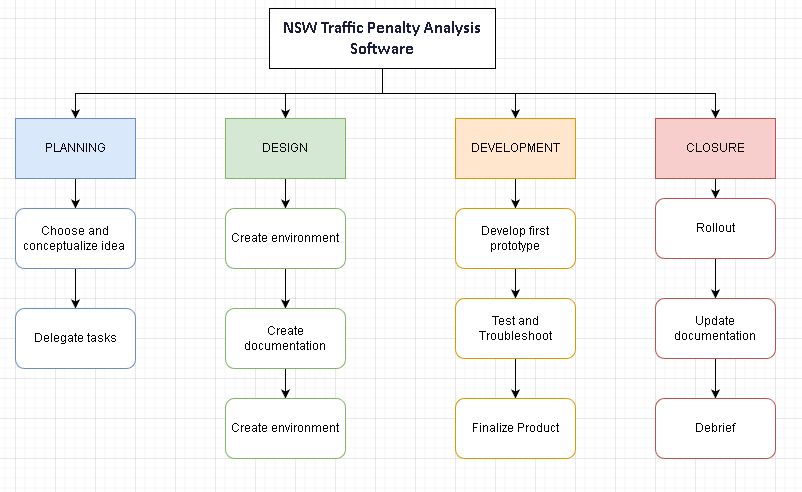 NSW Traffic Penalty Analysis
Software
PLANNING
DESIGN
DEVELOPMENT
CLOSURE
Choose and
conceptualize idea
Create environment
Develop first
prototype
Rollout
Delegate tasks
Create
documentation
Test and
Troubleshoot
Update
documentation
Create environment
Finalize Product
Debrief